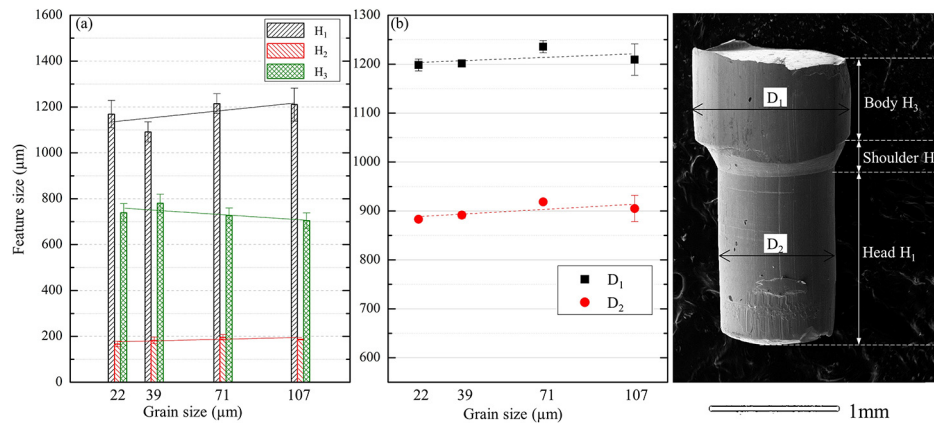 (a)
H1
H2
H3
Feature size (µm)
1600
1400
1200
1000
800
600
400
200
0
22
39
71
107
Grain size (µm)
(b)
1300
1200
1100
1000
900
800
700
600
D1
D2
22
39
71
107
Grain size (µm)
D1
Body H3
Shoulder H
D2
Head H1
1mm